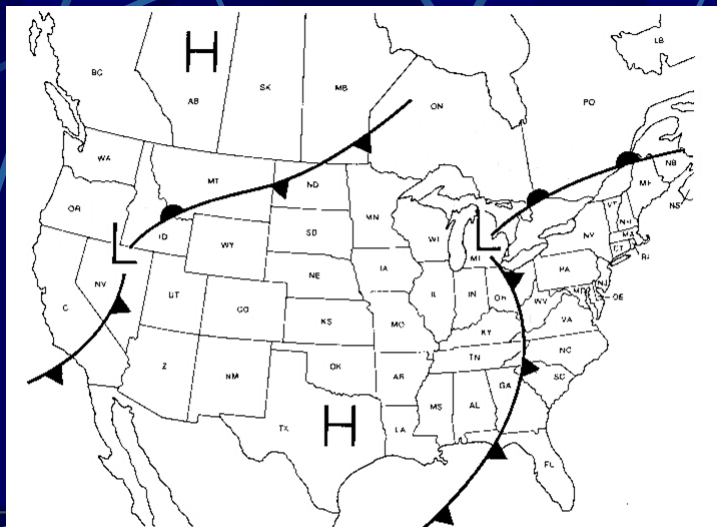 LB
H
BC
AB
SK
MB
ON
PO
WA
MT
ND
NB
ME
NS
OR
ID
MN
VT
NH
L
WY
SD
WI
L
MI
NY
MA
CT
RI
NV
IA
PA
NJ
NE
IL
IN
OH
MD
DE
UT
CO
WV
C
VA
KS
MO
KY
NC
TN
Z
NM
OK
AR
SC
MS
AL
GA
TX
H
LA
FL